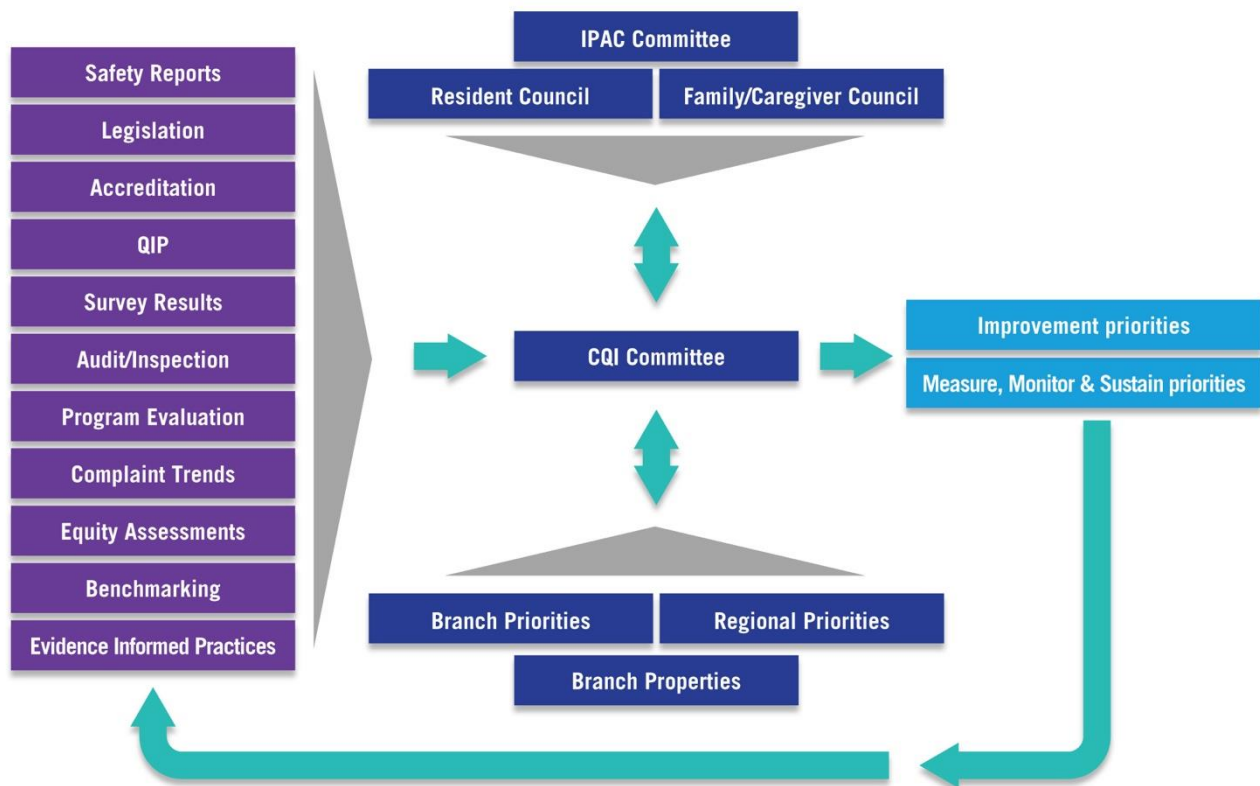 Safety Reports
Legislation
Accreditation
QIP
Survey Results
Audit/Inspection
Program Evaluation
Complaint Trends
Equity Assessments
Benchmarking
Evidence Informed Practices
IPAC Committee
Resident Council
Family/Caregiver Council
CQI Committee
Branch Priorities
Regional Priorities
Branch Properties
Improvement priorities
Measure, Monitor & Sustain priorities